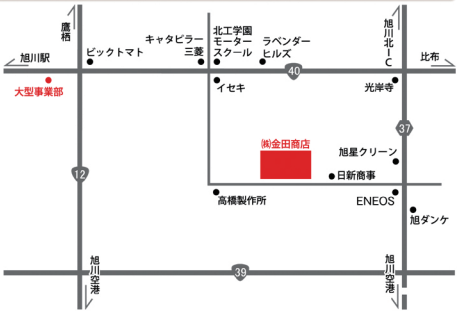 鷹栖
旭川北IC
旭川駅
ビックトマト
キャタピラー
三菱
北工学園
モーター
スクール
ラベンダー
ヒルズ
比布
40
大型事業部
イセキ
光岸寺
37
㈱金田商店
旭星クリーン
12
日新商事
高橋製作所
ENEOS
旭ダンケ
旭川空港
39
旭川空港